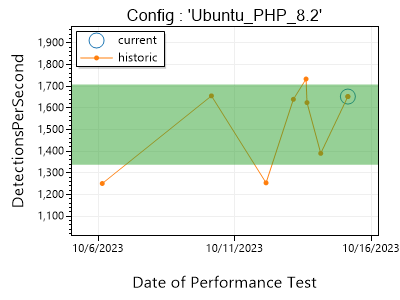 Config : 'Ubuntu_PHP_8.2'
current
historic
DetectionsPerSecond
1,900
1,800
1,700
1,600
1,500
1,400
1,300
1,200
1,100
10/6/2023
10/11/2023
10/16/2023
Date of Performance Test